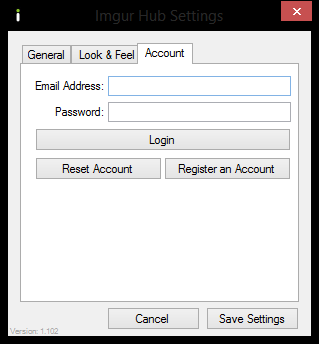 Imgur Hub Settings
General Look & Feel Account
Email Address:
Password:
Login
Reset Account Register an Account
Cancel Save Settings
Version: 1.102